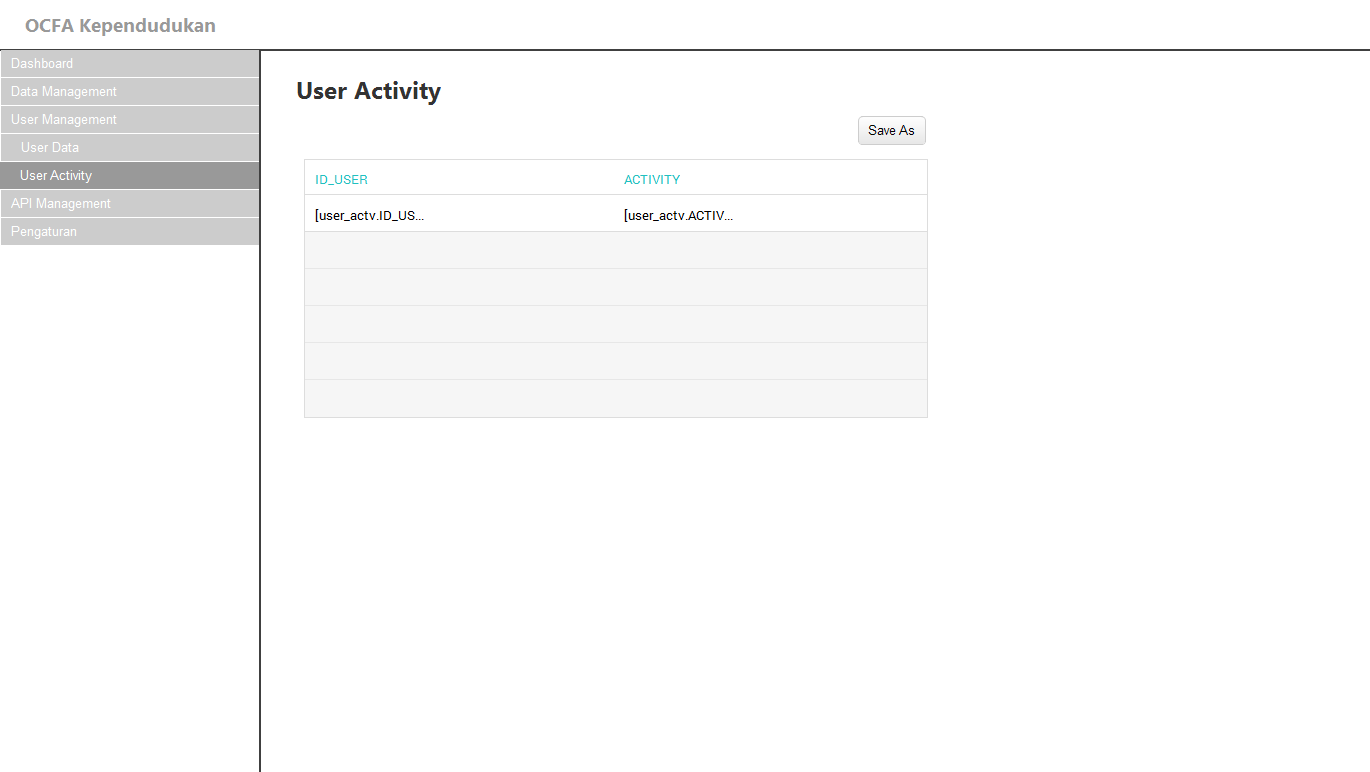 OCFA Kependudukan
Dashboard
Data Management
User Management
User Data
User Activity
API Management
Pengaturan
User Activity
Save As
ID_USER ACTIVITY
[user_actv.ID_US... [user_actv.ACTIV...